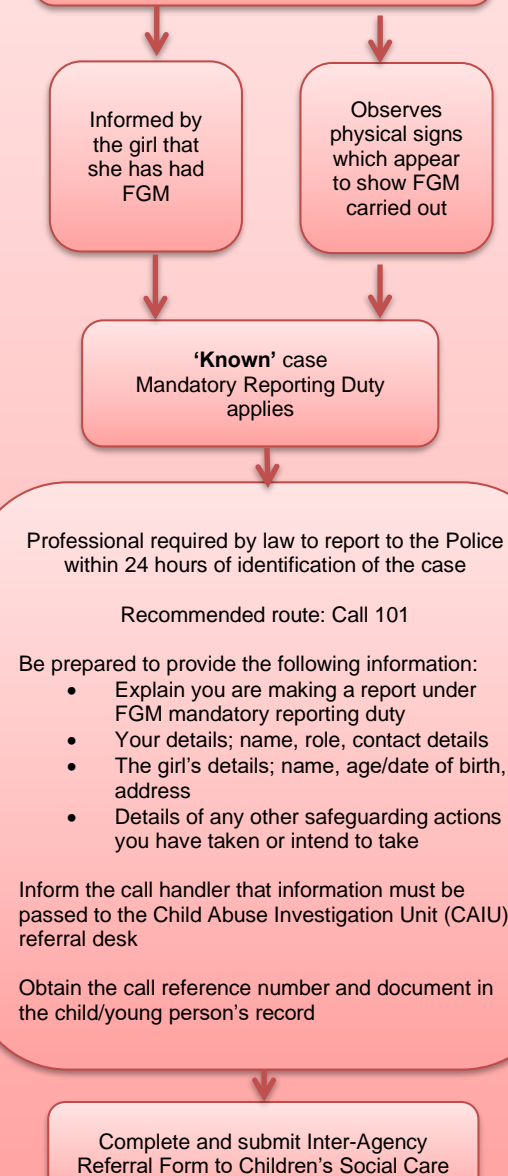 Informed by
the girl that
she has had
FGM
Observes
physical signs
which appear
to show FGM
carried out
‘Known’ case
Mandatory Reporting Duty
applies
Professional required by law to report to the Police
within 24 hours of identification of the case
Recommended route: Call 101
Be prepared to provide the following information:
• Explain you are making a report under
FGM mandatory reporting duty
• Your details; name, role, contact details
• The girl’s details; name, age/date of birth,
address
• Details of any other safeguarding actions
you have taken or intend to take
Inform the call handler that information must be
passed to the Child Abuse Investigation Unit (CAIU)
referral desk
Obtain the call reference number and document in
the child/young person’s record
Complete and submit Inter-Agency
Referral Form to Children’s Social Care